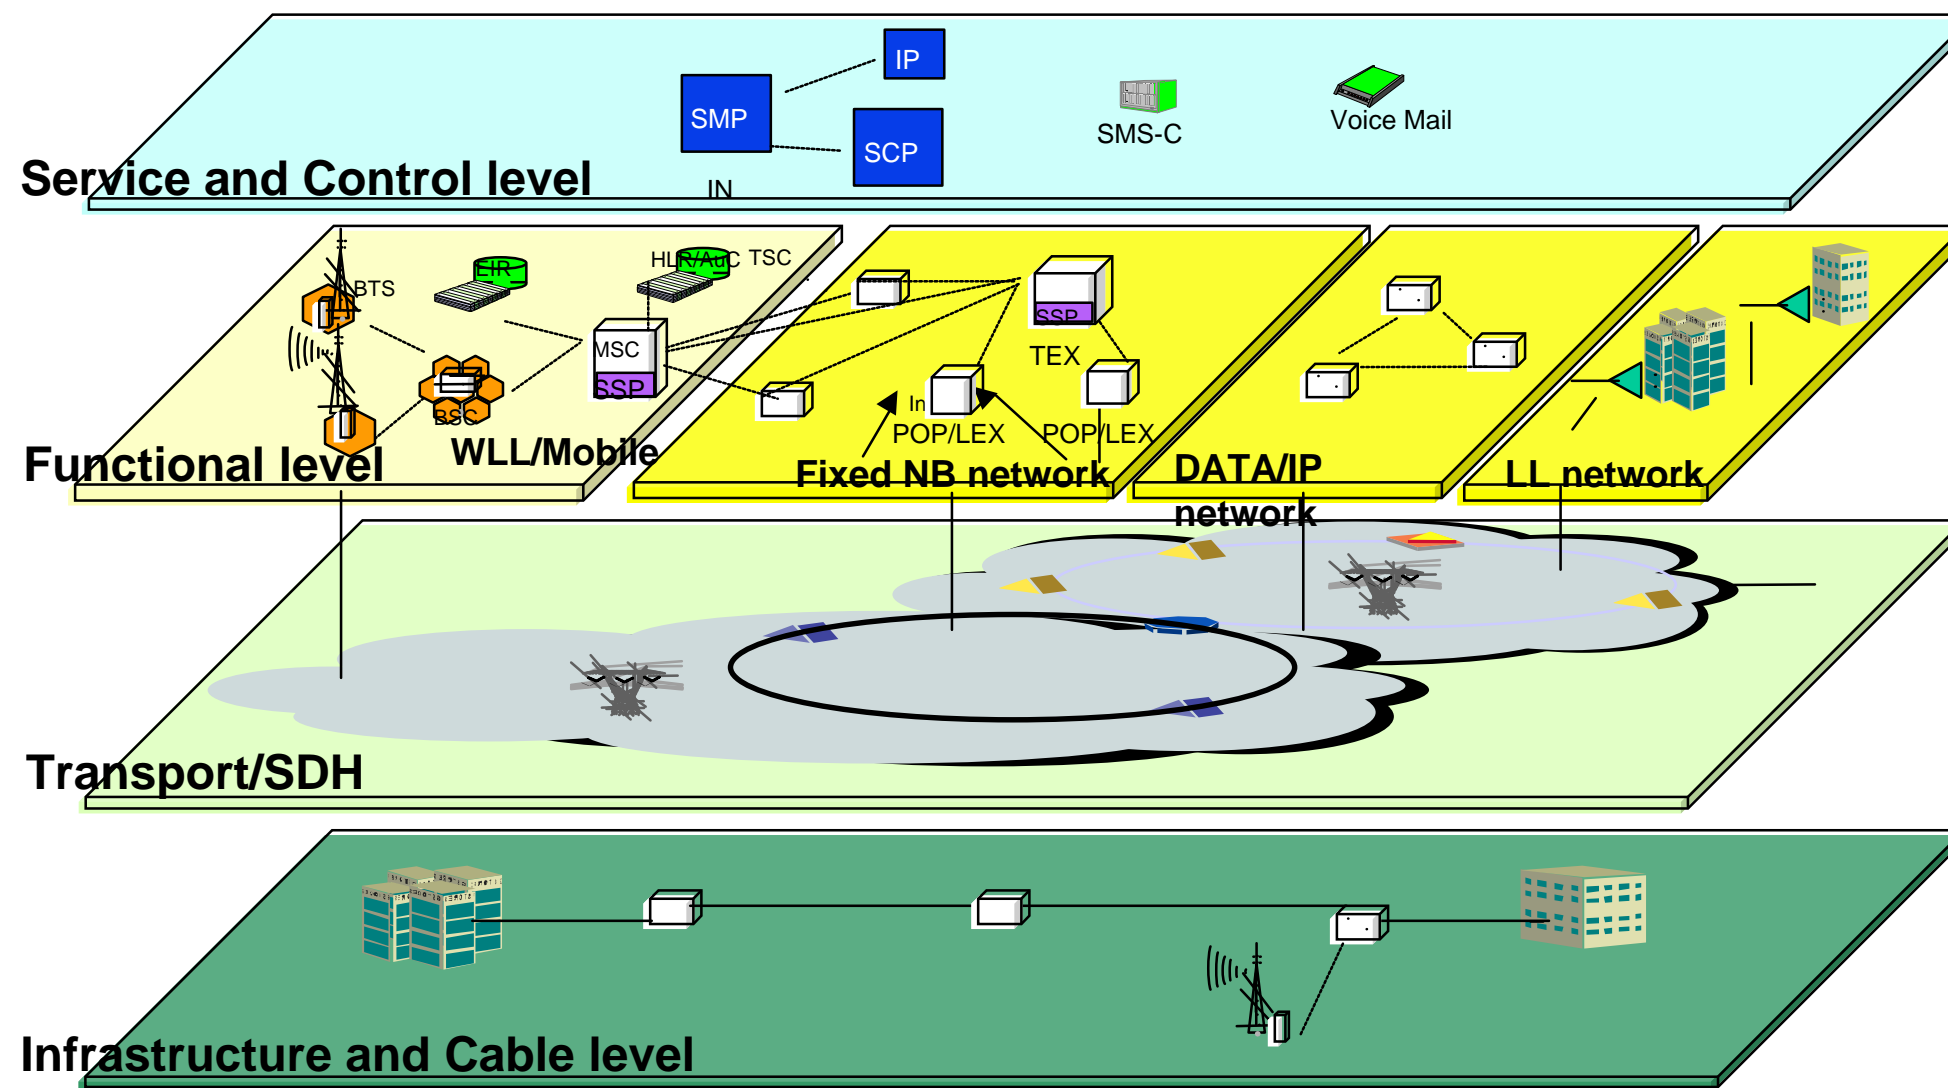 IP
SMP
SCP
SMS-C
Voice Mail
Service and Control level
IN
HLR/AuC TSC
EIR
BTS
MSC
SSP
SSP
TEX
BSC
In
POP/LEX
POP/LEX
Functional level
WLL/Mobile
Fixed NB network
DATA/IP
network
LL network
Transport/SDH
Infrastructure and Cable level